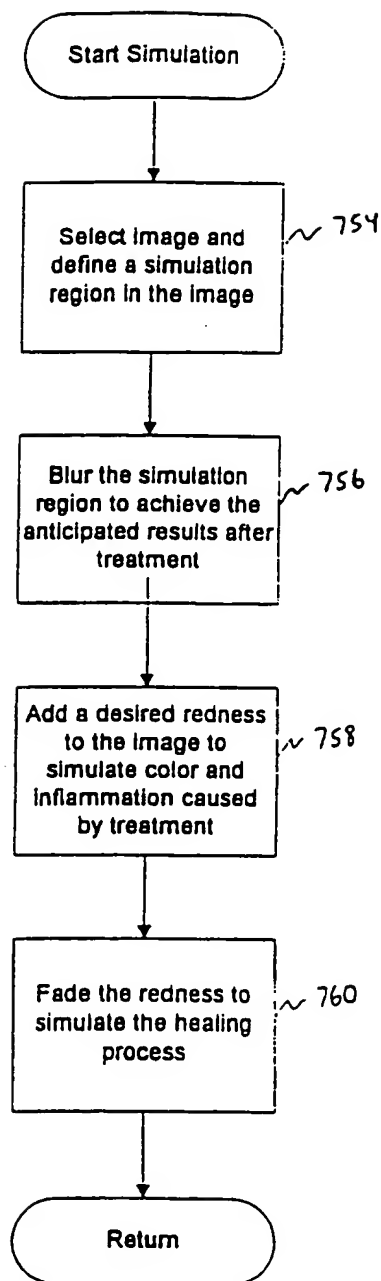 Start Simulation
Select image and
define a simulation
region in the image
754
Blur the simulation
region to achieve the
anticipated results after
treatment
756
Add a desired redness
to the image to
simulate color and
inflammation caused
by treatment
758
Fade the redness to
simulate the healing
process
760
Return